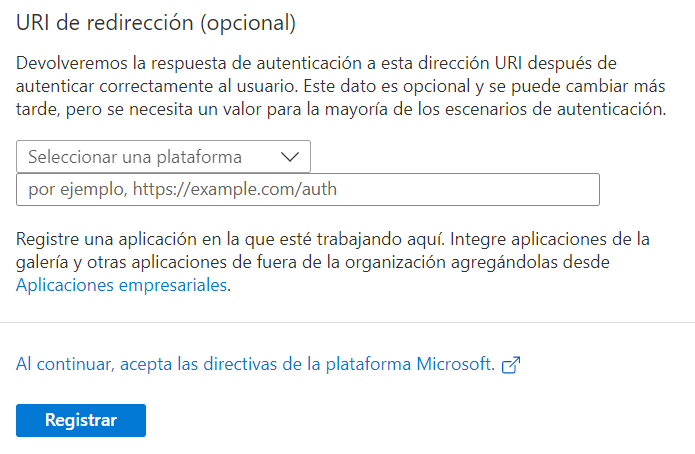 URI de redirección (opcional)
Devolveremos la respuesta de autenticación a esta dirección URI después de
autenticar correctamente al usuario. Este dato es opcional y se puede cambiar más
tarde, pero se necesita un valor para la mayoría de los escenarios de autenticación.
Seleccionar una plataforma
por ejemplo, https://example.com/auth
Registre una aplicación en la que esté trabajando aquí. Integre aplicaciones de la
galería y otras aplicaciones de fuera de la organización agregándolas desde
Aplicaciones empresariales.
Al continuar, acepta las directivas de la plataforma Microsoft.
Registrar